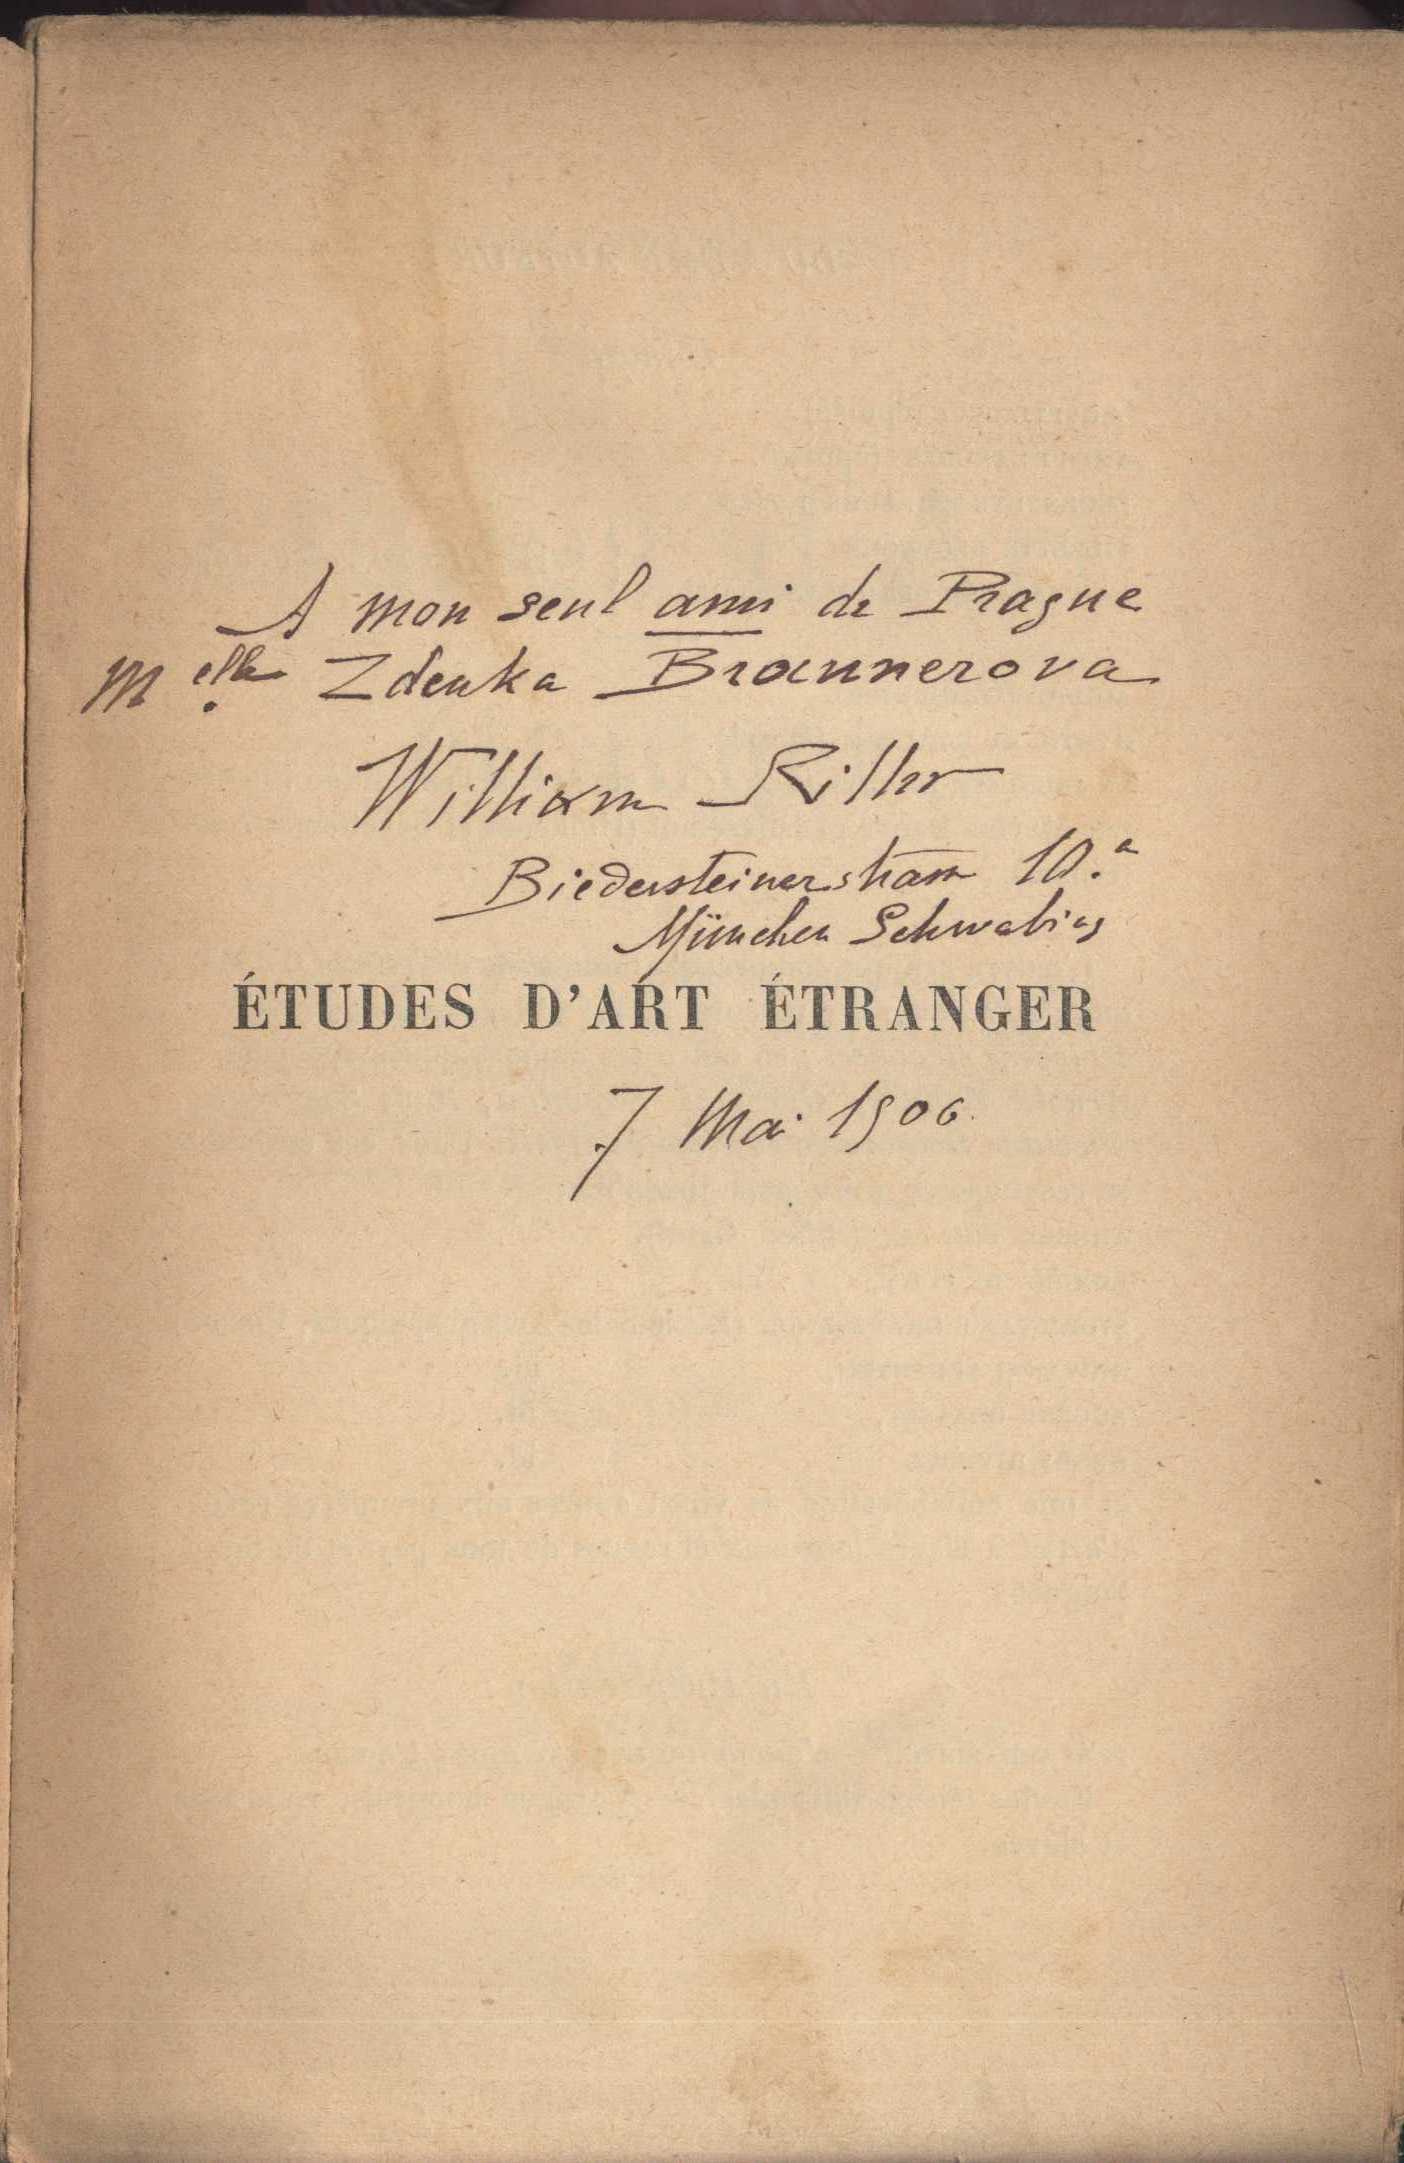 A mon seul ami de Prague
Melle Zdenka Braunerova
William Ritter
Biedersteinerstrasse 10.a
München Schwabing
ÉTUDES D'ART ÉTRANGER
7 Mai 1906